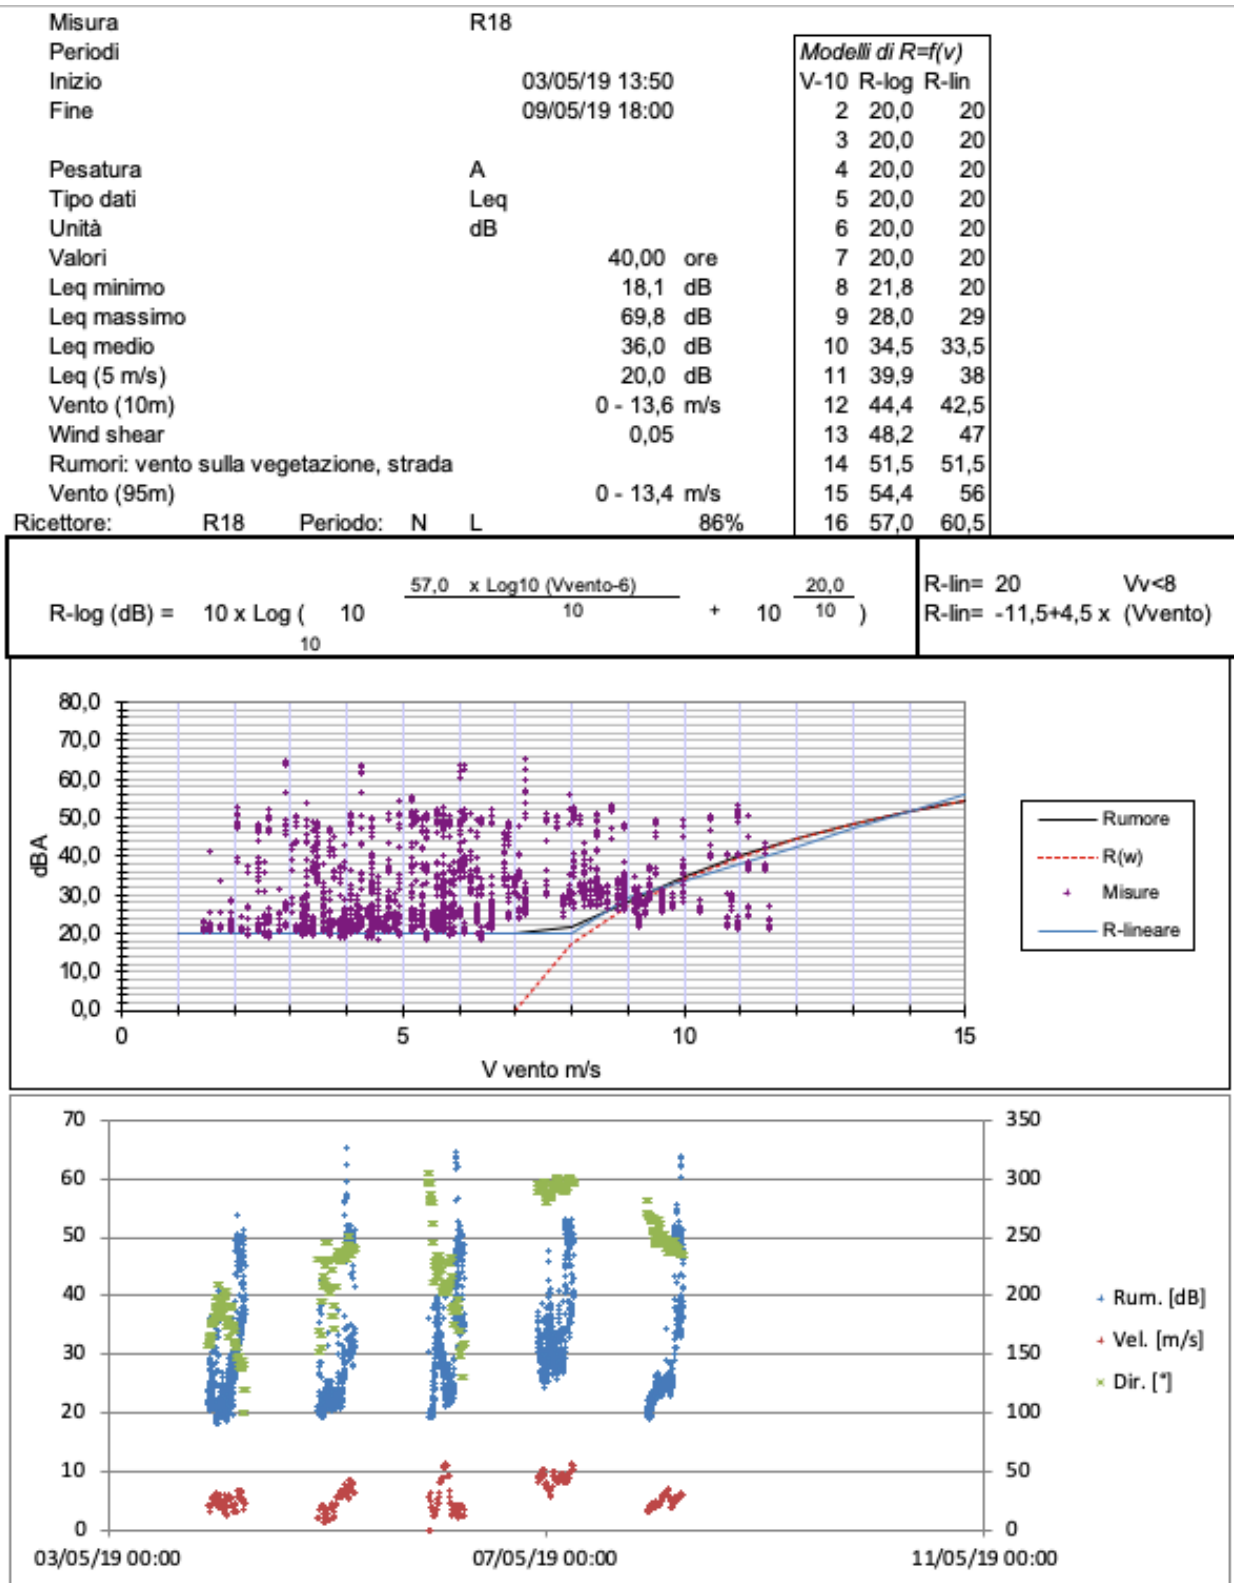 Misura R18
Periodi Modelli di R=f(v)
Inizio 03/05/19 13:50 V-10 R-log R-lin
Fine 09/05/19 18:00 2 20,0 20
3 20,0 20
Pesatura A 4 20,0 20
Tipo dati Leq 5 20,0 20
Unità dB 6 20,0 20
Valori 40,00 ore 7 20,0 20
Leq minimo 18,1 dB 8 21,8 20
Leq massimo 69,8 dB 9 28,0 29
Leq medio 36,0 dB 10 34,5 33,5
Leq (5 m/s) 20,0 dB 11 39,9 38
Vento (10m) 0 - 13,6 m/s 12 44,4 42,5
Wind shear 0,05 13 48,2 47
Rumori: vento sulla vegetazione, strada 14 51,5 51,5
Vento (95m) 0 - 13,4 m/s 15 54,4 56
Ricettore: R18 Periodo: N L 86% 16 57,0 60,5
57,0 x Log10 (Vvento-6) 20,0 R-lin= 20 Vv<8
R-log (dB) = 10 x Log ( 10 10 + 10 10 ) R-lin= -11,5+4,5 x (Vvento)
10
80,0
70,0
60,0
50,0
40,0
30,0
20,0
10,0
0,0
dBA
0 5 10 15
V vento m/s
Rumore
R(w)
Misure
R-lineare
70 350
60 300
50 250
40 200
30 150
20 100
10 50
0 0
03/05/19 00:00 07/05/19 00:00 11/05/19 00:00
Rum. [dB]
Vel. [m/s]
Dir. [°]